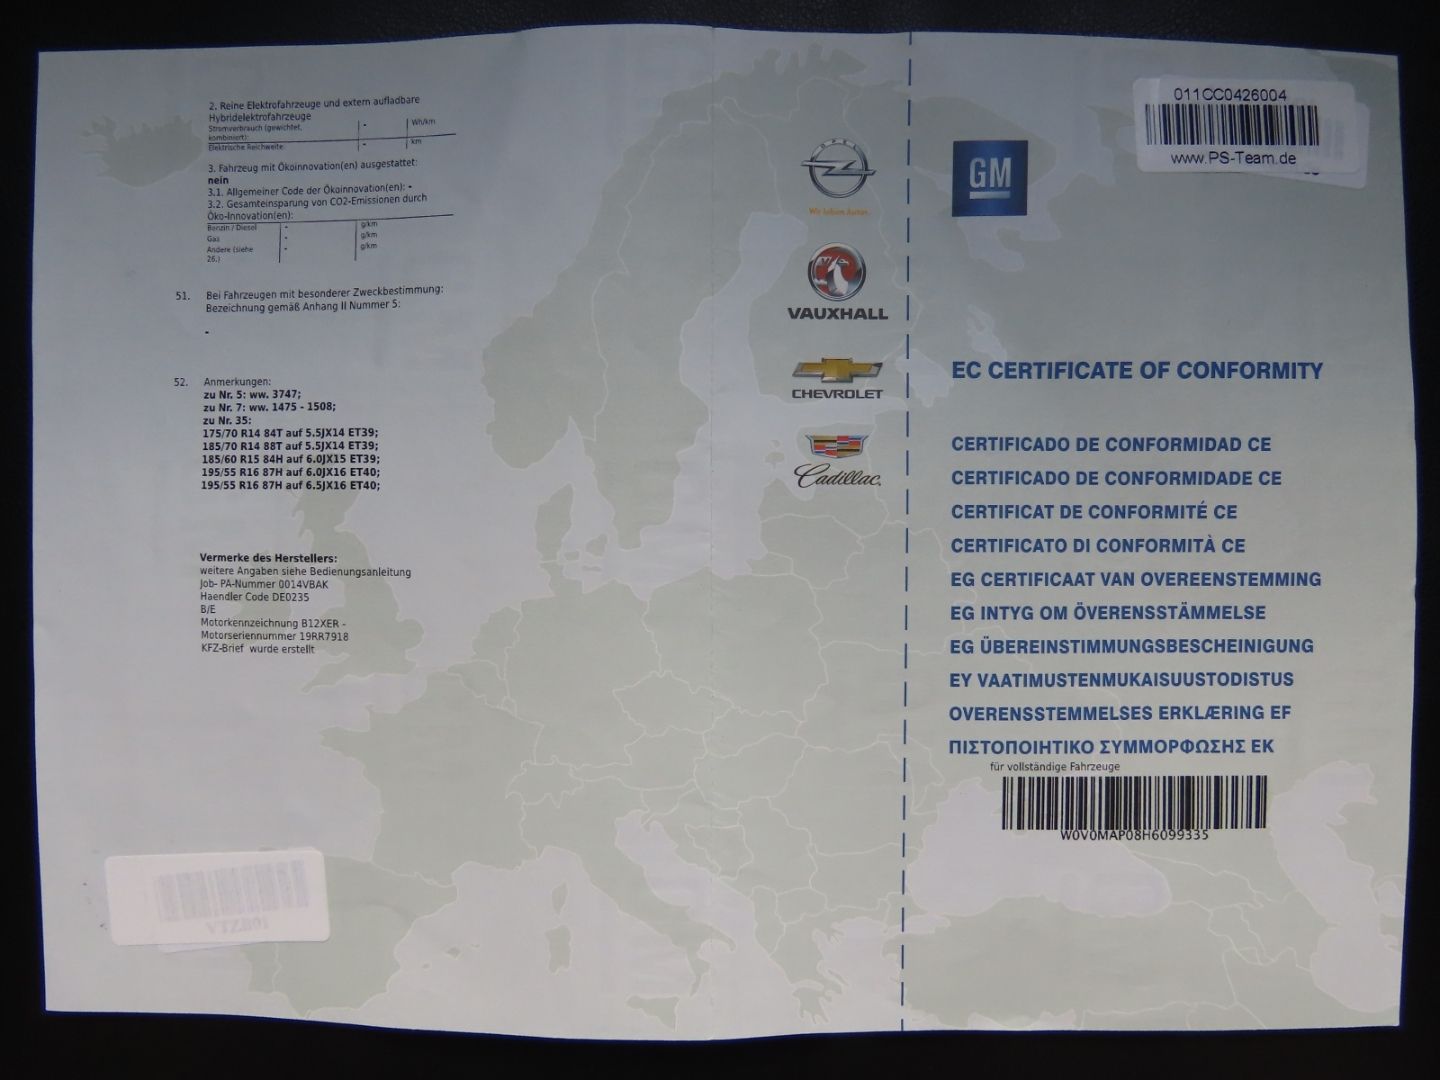 2. Reine Elektrofahrzeuge und extern aufladbare
Hybridelektrofahrzeuge
Stromverbrauch (gewichtet, kombiniert): - Wh/km
Elektrische Reichweite: - km
3. Fahrzeug mit Ökoinnovation(en) ausgestattet:
nein
3.1. Allgemeiner Code der Ökoinnovation(en): -
3.2. Gesamteinsparung von CO2-Emissionen durch
Öko-Innovation(en):
Benzin / Diesel - g/km
Gas - g/km
Andere (siehe 26.) - g/km
51. Bei Fahrzeugen mit besonderer Zweckbestimmung:
Bezeichnung gemäß Anhang II Nummer 5:
-
52. Anmerkungen:
zu Nr. 5: ww. 3747;
zu Nr. 7: ww. 1475 - 1508;
zu Nr. 35:
175/70 R14 84T auf 5.5JX14 ET39;
185/70 R14 88T auf 5.5JX14 ET39;
185/60 R15 84H auf 6.0JX15 ET39;
195/55 R16 87H auf 6.0JX16 ET40;
195/55 R16 87H auf 6.5JX16 ET40;
Vermerke des Herstellers:
weitere Angaben siehe Bedienungsanleitung
Job- PA-Nummer 0014VBAK
Haendler Code DE0235
B/E
Motorkennzeichnung B12XER -
Motorseriennummer 19RR7918
KFZ-Brief wurde erstellt
OPEL
Wir leben Autos.
VAUXHALL
CHEVROLET
Cadillac.
GM
011CC0426004
www.PS-Team.de
EC CERTIFICATE OF CONFORMITY
CERTIFICADO DE CONFORMIDAD CE
CERTIFICADO DE CONFORMIDADE CE
CERTIFICAT DE CONFORMITÉ CE
CERTIFICATO DI CONFORMITÀ CE
EG CERTIFICAAT VAN OVEREENSTEMMING
EG INTYG OM ÖVERENSSTÄMMELSE
EG ÜBEREINSTIMMUNGSBESCHEINIGUNG
EY VAATIMUSTENMUKAISUUSTODISTUS
OVERENSSTEMMELSES ERKLÆRING EF
ΠΙΣΤΟΠΟΙΗΤΙΚΟ ΣΥΜΜΟΡΦΩΣΗΣ ΕΚ
für vollständige Fahrzeuge
W0V0MAP08H6099335